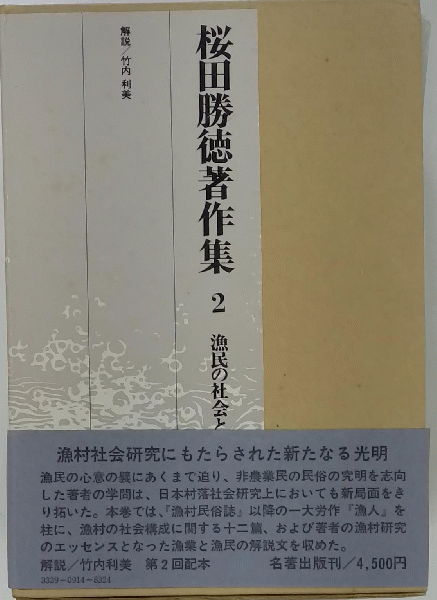 桜田勝徳著作集 2 漁民の社会と
解説/竹内利美
漁村社会研究にもたらされた新たなる光明
漁民の心意の襞にあくまで迫り、非農業民の民俗の究明を志向
した著者の学問は、日本村落社会研究上においても新局面をき
り拓いた。本巻では、『漁村民俗誌』以降の一大労作『漁人』を
柱に、漁村の社会構成に関する十二篇、および著者の漁村研究
のエッセンスとなった漁業と漁民の解説文を収めた。
解説/竹内利美 第2回配本 名著出版刊/4,500円
3329-0914-8324